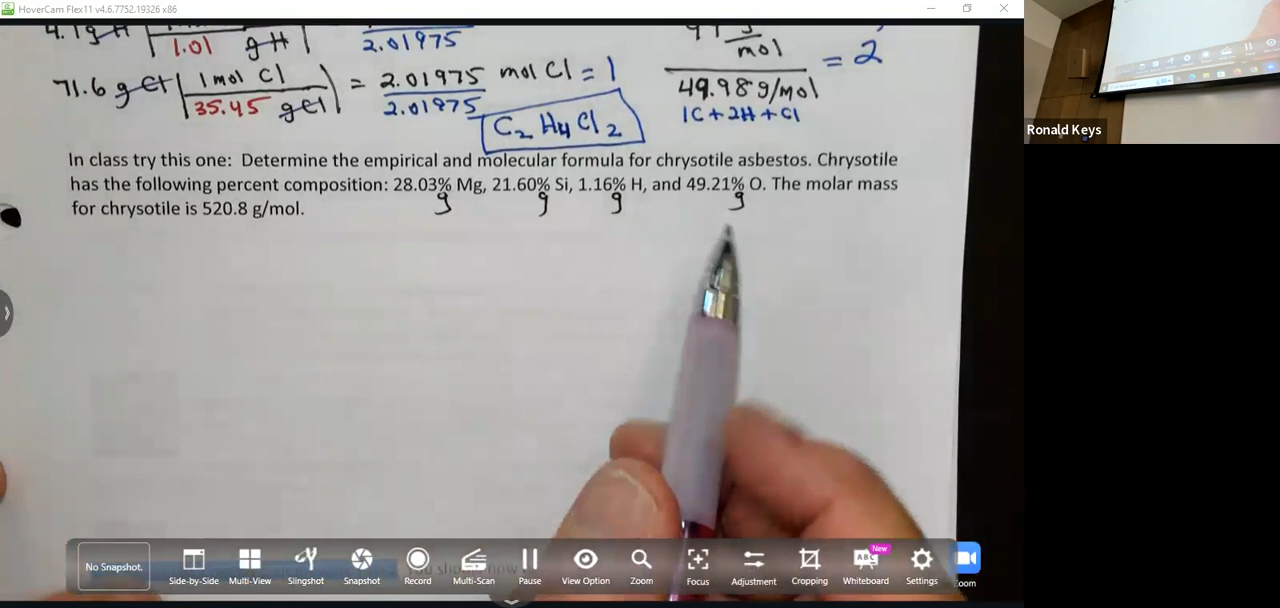 HoverCam Flex11 v4.6.7752.19326 x86
4.1 g H
1.01 g H
2.01975
mol
= 2
71.6 g Cl | 1 mol Cl / 35.45 g Cl | = 2.01975 mol Cl / 2.01975 = 1
49.98 g/mol
1C+2H+Cl
C2 H4 Cl2
In class try this one: Determine the empirical and molecular formula for chrysotile asbestos. Chrysotile
has the following percent composition: 28.03% Mg, 21.60% Si, 1.16% H, and 49.21% O. The molar mass
g g g g
for chrysotile is 520.8 g/mol.
Ronald Keys
No Snapshot.
Side-by-Side Multi-View Slingshot Snapshot Record Multi-Scan Pause View Option Zoom Focus Adjustment Cropping Whiteboard Settings Zoom
New
ABC